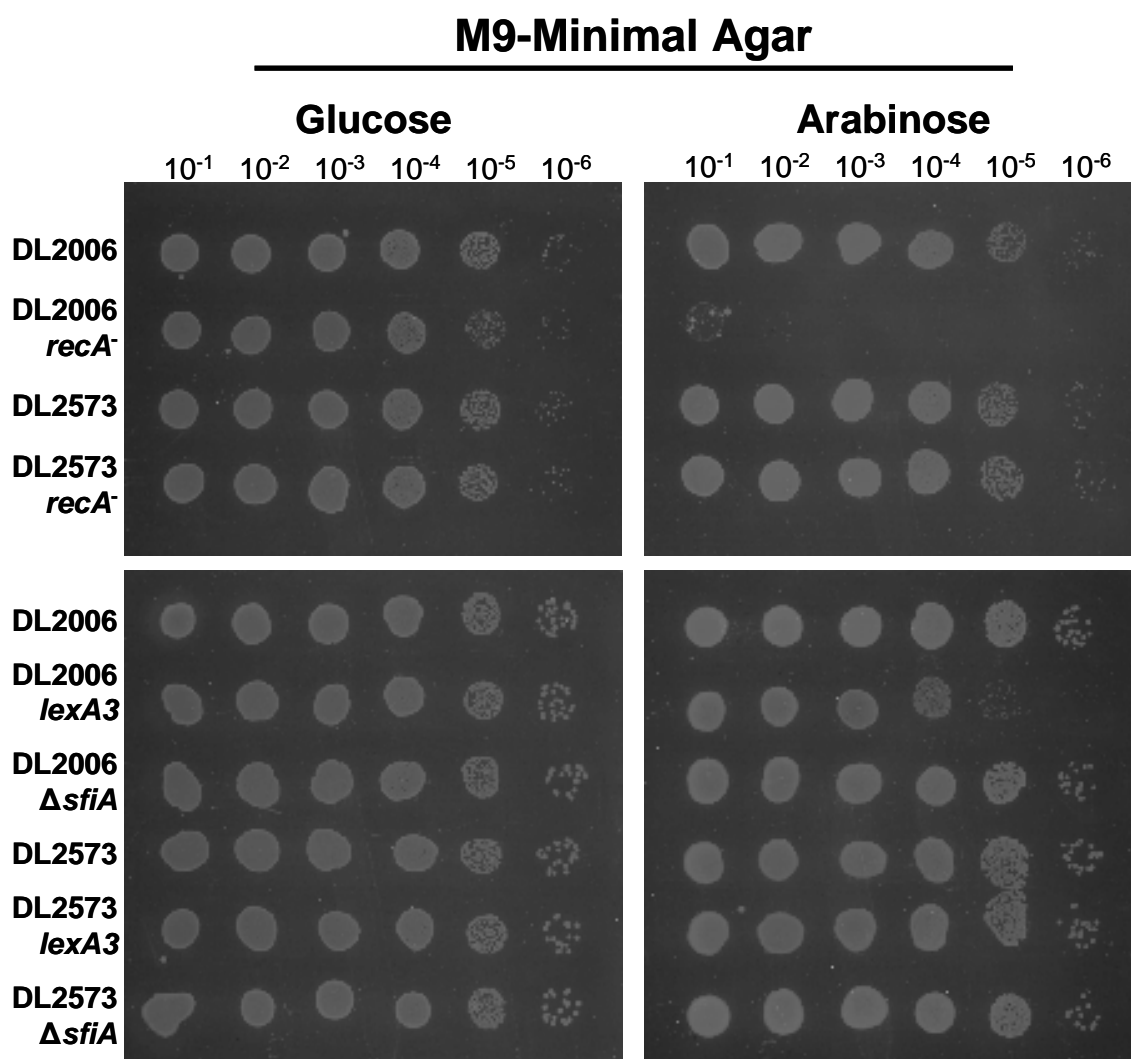 M9-Minimal Agar
Glucose Arabinose
10⁻¹ 10⁻² 10⁻³ 10⁻⁴ 10⁻⁵ 10⁻⁶ 10⁻¹ 10⁻² 10⁻³ 10⁻⁴ 10⁻⁵ 10⁻⁶
DL2006
DL2006
recA⁻
DL2573
DL2573
recA⁻
DL2006
DL2006
lexA3
DL2006
ΔsfiA
DL2573
DL2573
lexA3
DL2573
ΔsfiA